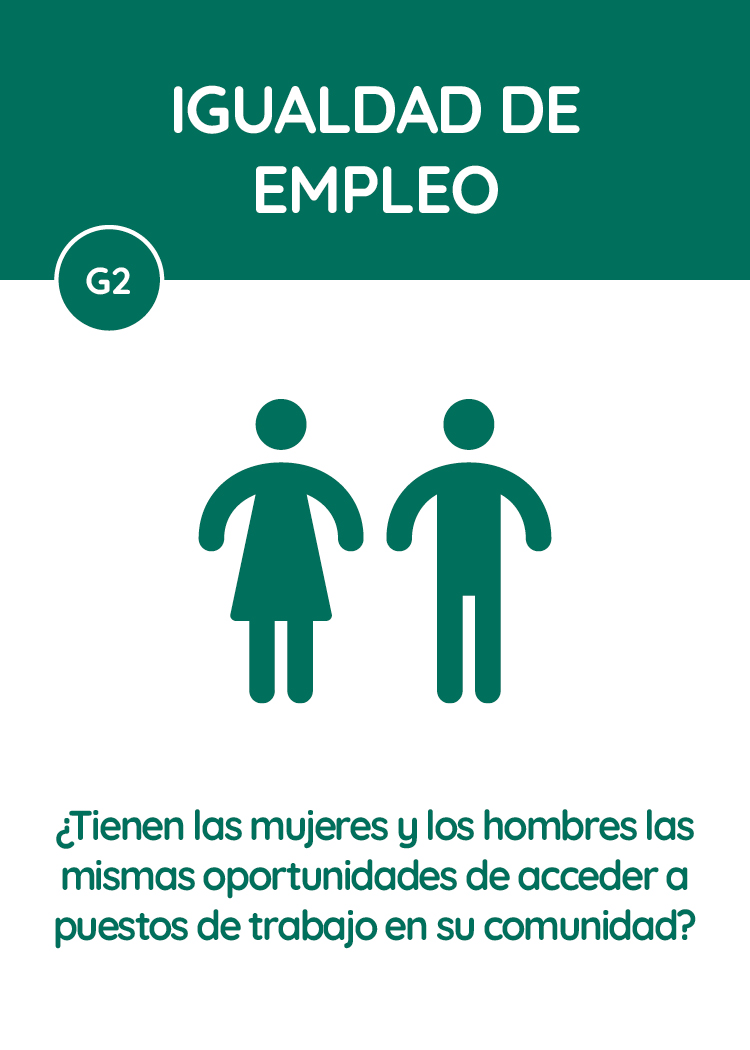 IGUALDAD DE
EMPLEO
G2
¿Tienen las mujeres y los hombres las
mismas oportunidades de acceder a
puestos de trabajo en su comunidad?